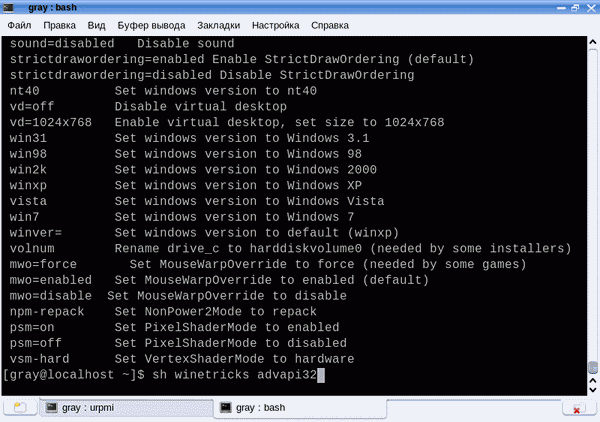 gray : bash
Файл Правка Вид Буфер вывода Закладки Настройка Справка
sound=disabled Disable sound
strictdrawordering=enabled Enable StrictDrawOrdering (default)
strictdrawordering=disabled Disable StrictDrawOrdering
nt40 Set windows version to nt40
vd=off Disable virtual desktop
vd=1024x768 Enable virtual desktop, set size to 1024x768
win31 Set windows version to Windows 3.1
win98 Set windows version to Windows 98
win2k Set windows version to Windows 2000
winxp Set windows version to Windows XP
vista Set windows version to Windows Vista
win7 Set windows version to Windows 7
winver= Set windows version to default (winxp)
volnum Rename drive_c to harddiskvolume0 (needed by some installers)
mwo=force Set MouseWarpOverride to force (needed by some games)
mwo=enabled Set MouseWarpOverride to enabled (default)
mwo=disable Set MouseWarpOverride to disable
npm-repack Set NonPower2Mode to repack
psm=on Set PixelShaderMode to enabled
psm=off Set PixelShaderMode to disabled
vsm-hard Set VertexShaderMode to hardware
[gray@localhost ~]$ sh winetricks advapi32
gray : urpmi gray : bash